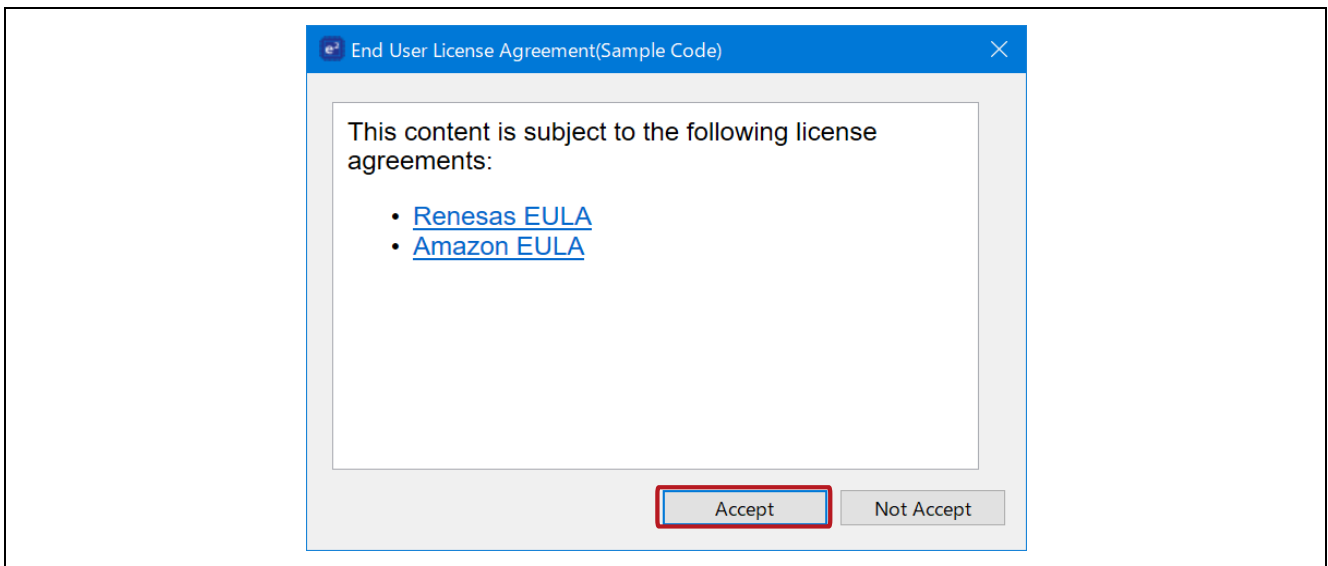 e² End User License Agreement(Sample Code)
This content is subject to the following license
agreements:
• Renesas EULA
• Amazon EULA
Accept Not Accept